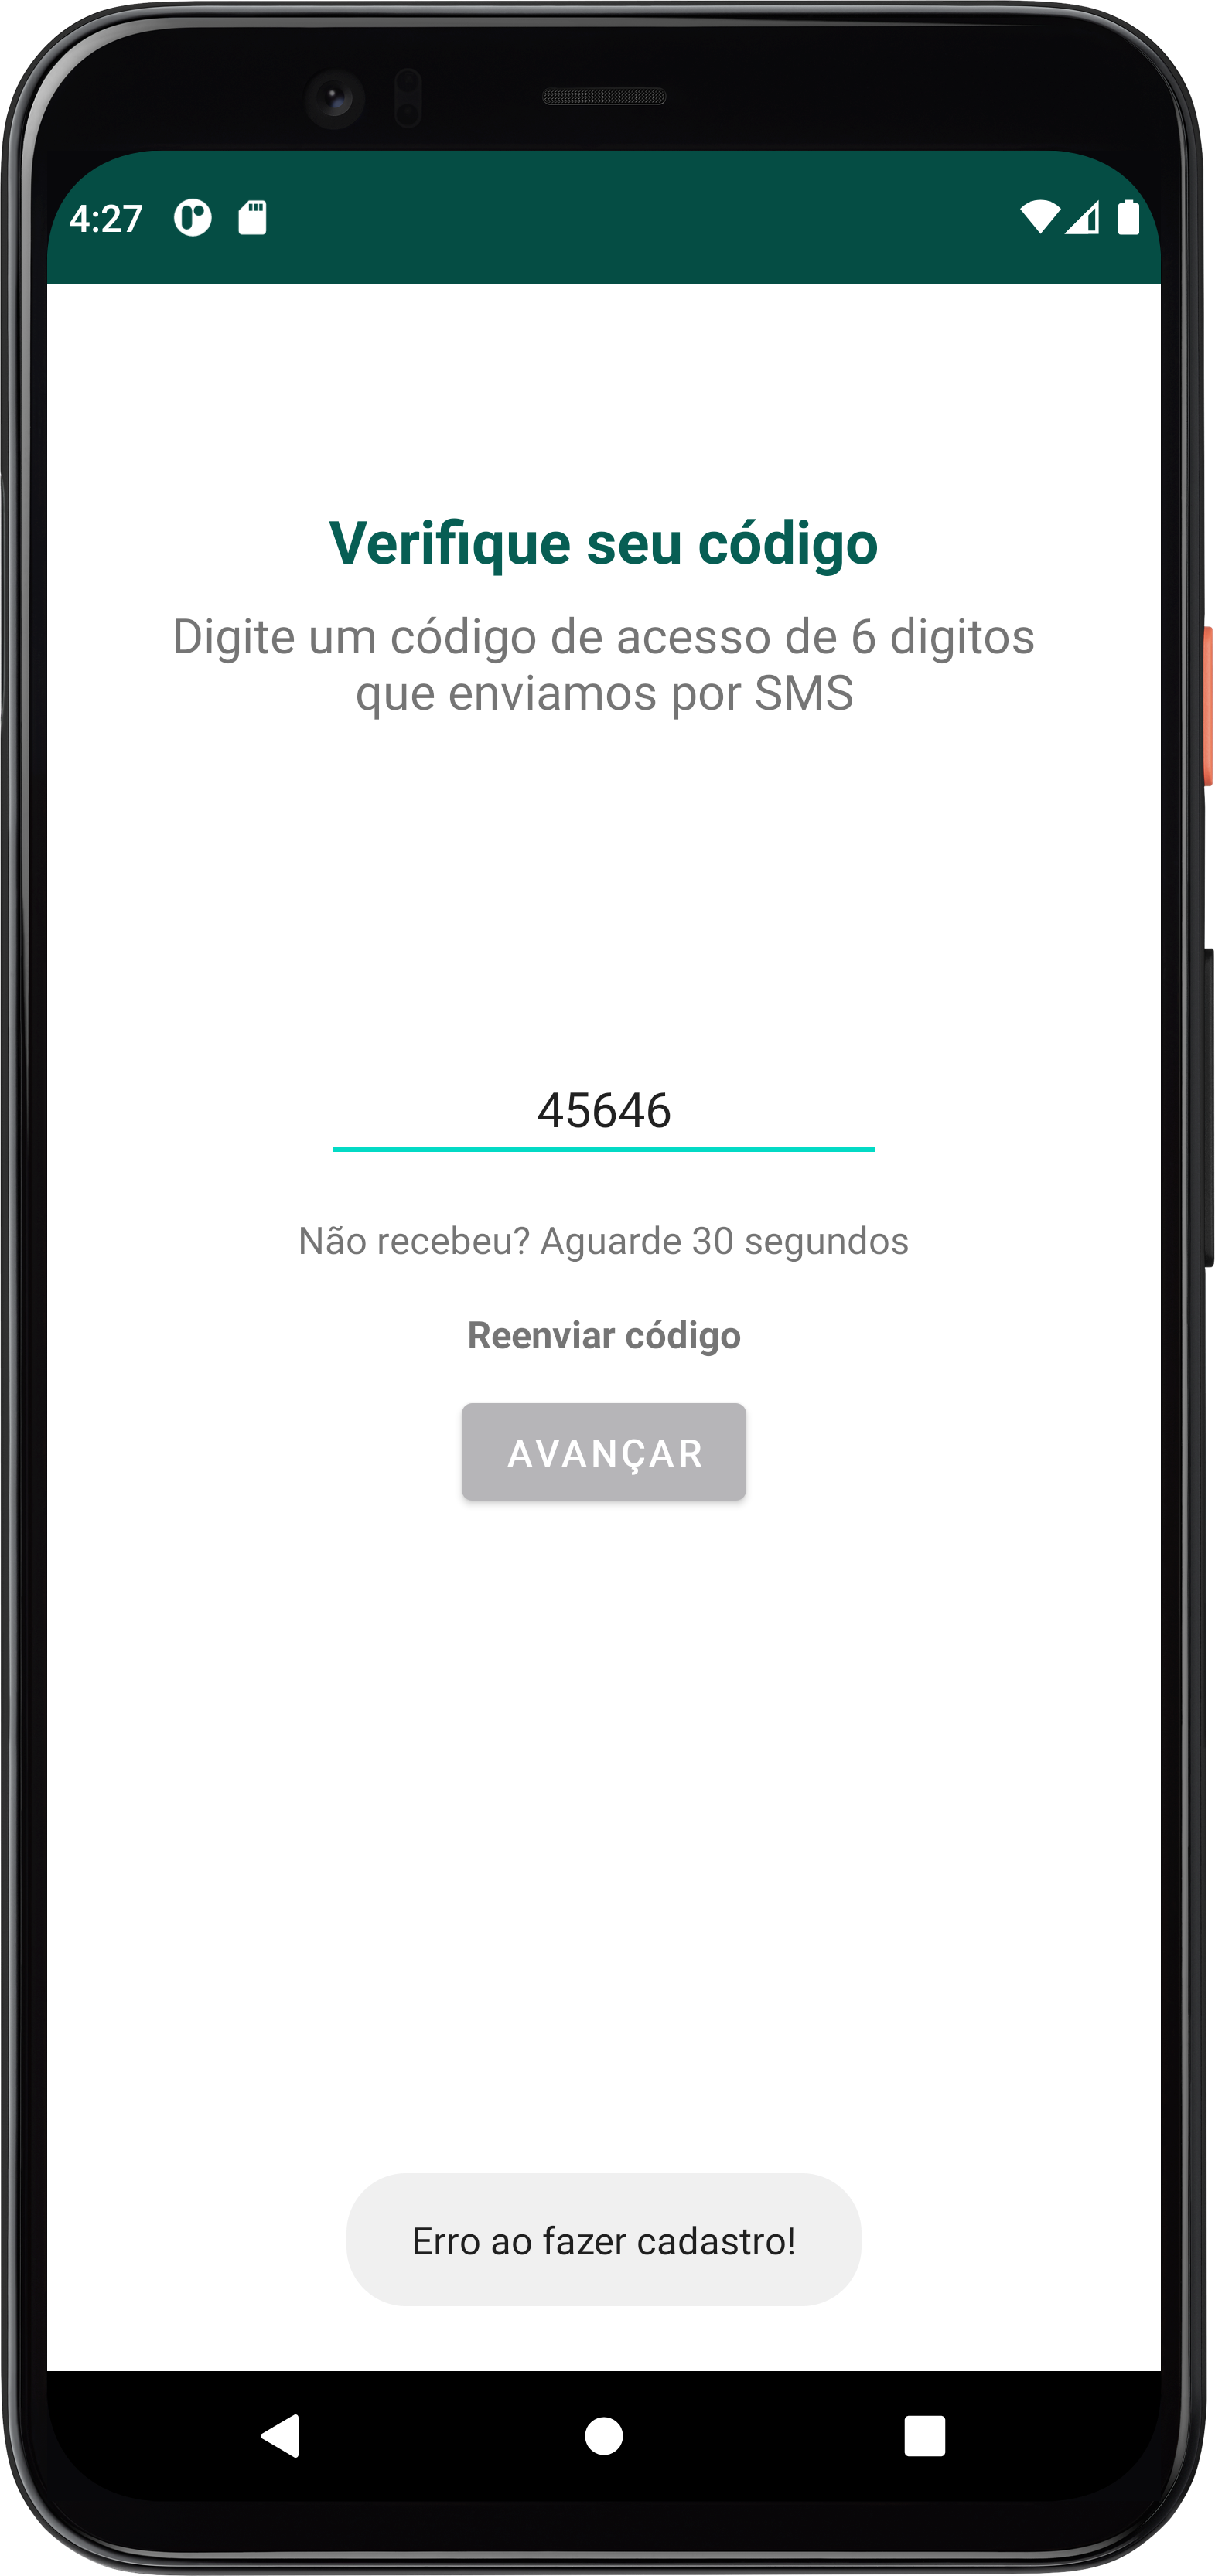 4:27
Verifique seu código
Digite um código de acesso de 6 digitos
que enviamos por SMS
45646
Não recebeu? Aguarde 30 segundos
Reenviar código
AVANÇAR
Erro ao fazer cadastro!